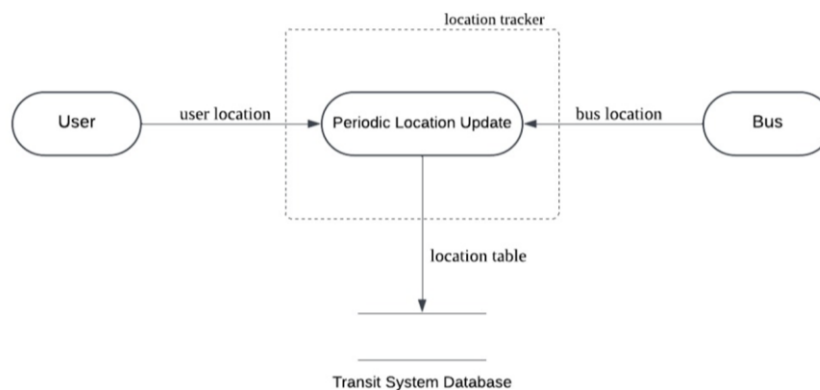 location tracker
User
user location
Periodic Location Update
bus location
Bus
location table
Transit System Database